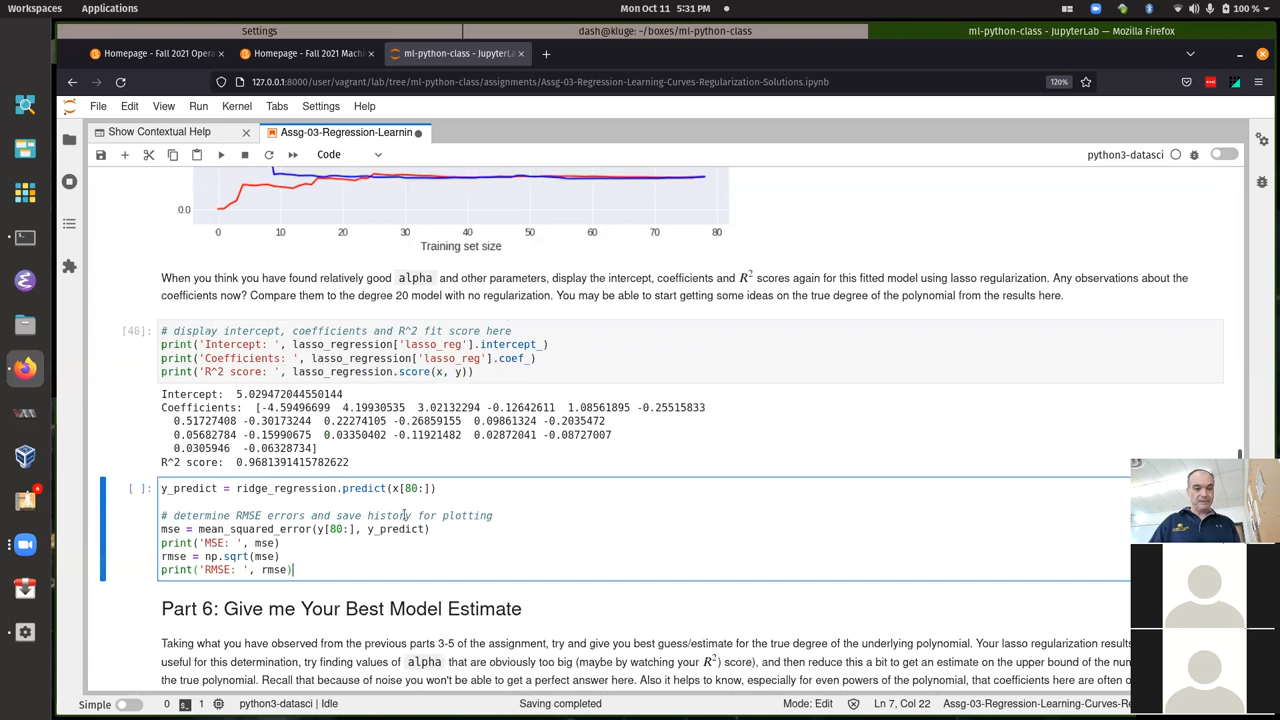 Workspaces Applications Mon Oct 11 5:31 PM 100 %
Settings dash@kluge: ~/boxes/ml-python-class ml-python-class - JupyterLab — Mozilla Firefox
Homepage - Fall 2021 Opera Homepage - Fall 2021 Machi ml-python-class - JupyterLab
127.0.0.1:8000/user/vagrant/lab/tree/ml-python-class/assignments/Assg-03-Regression-Learning-Curves-Regularization-Solutions.ipynb 120%
File Edit View Run Kernel Tabs Settings Help
Show Contextual Help Assg-03-Regression-Learnin
Code python3-datasci
0.0
0 10 20 30 40 50 60 70 80
Training set size
When you think you have found relatively good alpha and other parameters, display the intercept, coefficients and R² scores again for this fitted model using lasso regularization. Any observations about the
coefficients now? Compare them to the degree 20 model with no regularization. You may be able to start getting some ideas on the true degree of the polynomial from the results here.
[40]: # display intercept, coefficients and R^2 fit score here
print('Intercept: ', lasso_regression['lasso_reg'].intercept_)
print('Coefficients: ', lasso_regression['lasso_reg'].coef_)
print('R^2 score: ', lasso_regression.score(x, y))
Intercept: 5.029472044550144
Coefficients: [-4.59496699 4.19930535 3.02132294 -0.12642611 1.08561895 -0.25515833
0.51727408 -0.30173244 0.22274105 -0.26859155 0.09861324 -0.2035472
0.05682784 -0.15990675 0.03350402 -0.11921482 0.02872041 -0.08727007
0.0305946 -0.06328734]
R^2 score: 0.9681391415782622
[ ]: y_predict = ridge_regression.predict(x[80:])
# determine RMSE errors and save history for plotting
mse = mean_squared_error(y[80:], y_predict)
print('MSE: ', mse)
rmse = np.sqrt(mse)
print('RMSE: ', rmse)
Part 6: Give me Your Best Model Estimate
Taking what you have observed from the previous parts 3-5 of the assignment, try and give you best guess/estimate for the true degree of the underlying polynomial. Your lasso regularization results
useful for this determination, try finding values of alpha that are obviously too big (maybe by watching your R²) score), and then reduce this a bit to get an estimate on the upper bound of the
the true polynomial. Recall that because of noise you won't be able to get a perfect answer here. Also it helps to know, especially for even powers of the polynomial, that coefficients here are often
Simple 0 1 python3-datasci | Idle Saving completed Mode: Edit Ln 7, Col 22 Assg-03-Regression-Learning-Curves-Re